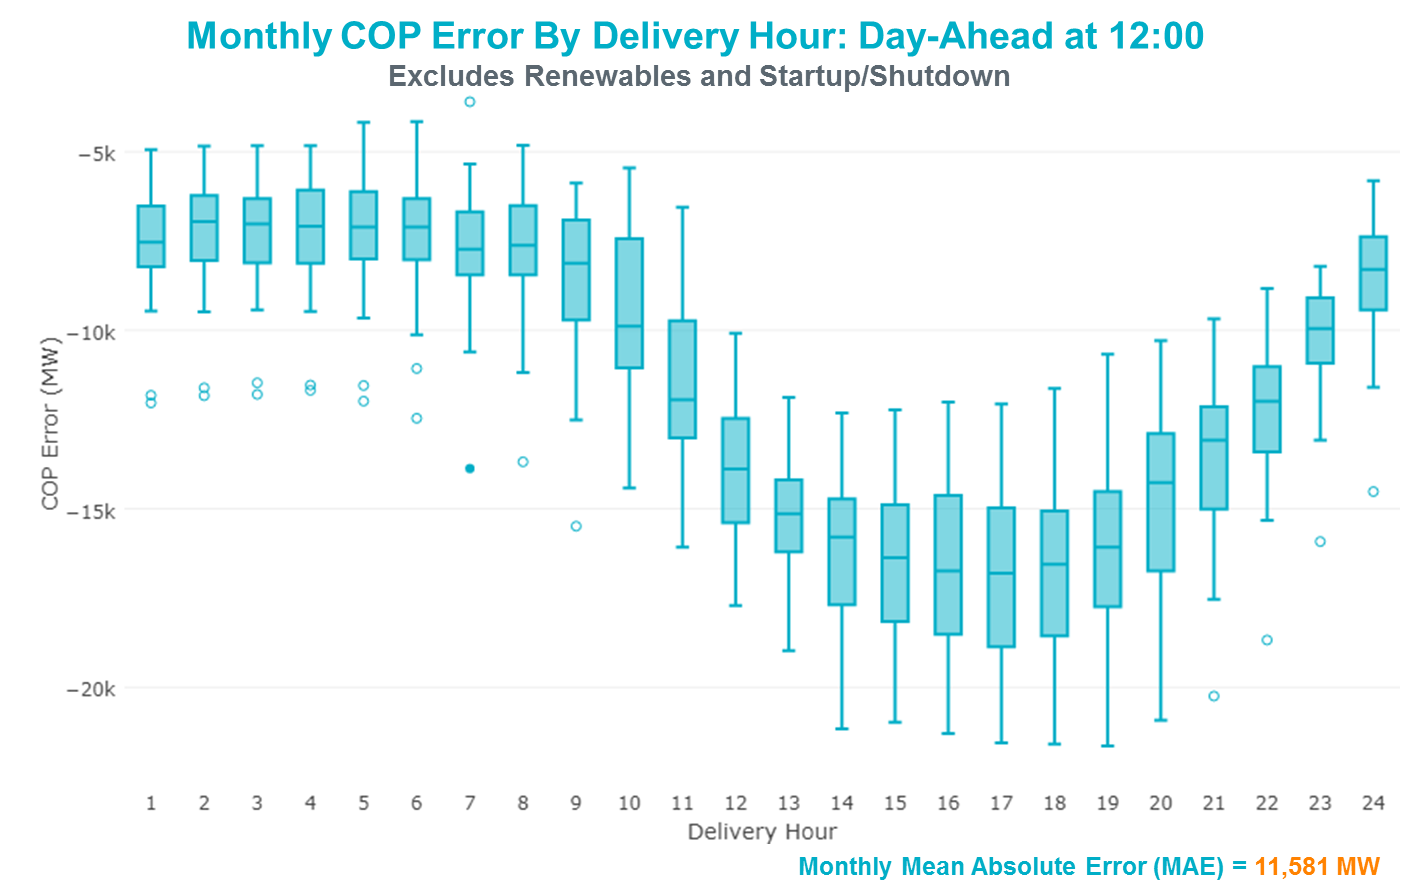 Monthly COP Error By Delivery Hour: Day-Ahead at 12:00
Excludes Renewables and Startup/Shutdown
−5k
−10k
−15k
−20k
COP Error (MW)
1 2 3 4 5 6 7 8 9 10 11 12 13 14 15 16 17 18 19 20 21 22 23 24
Delivery Hour
Monthly Mean Absolute Error (MAE) = 11,581 MW